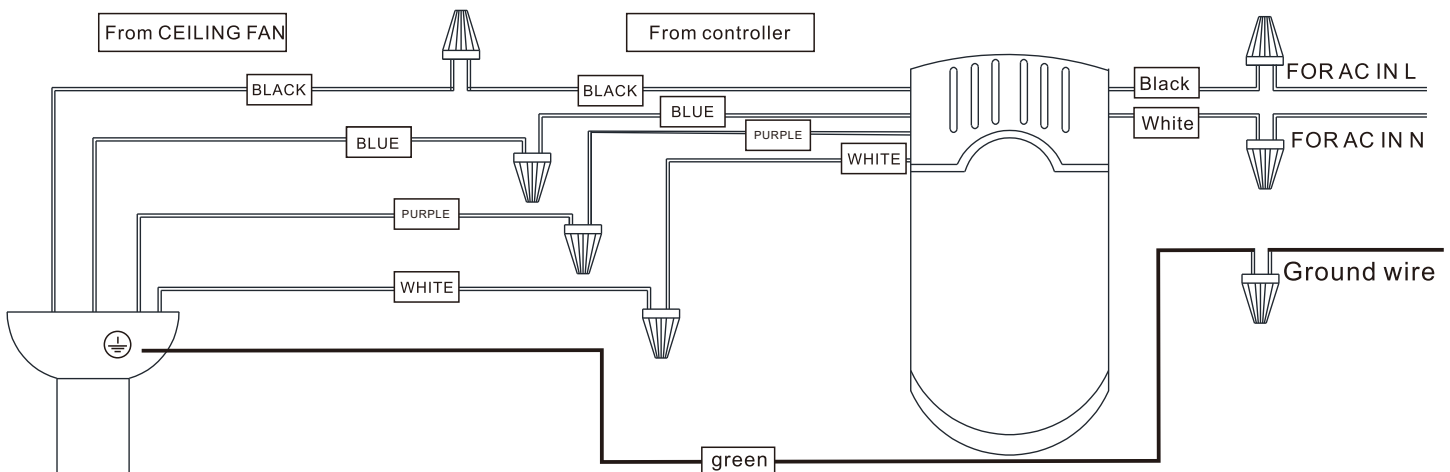 From CEILING FAN
From controller
BLACK
BLACK
Black
FOR AC IN L
BLUE
BLUE
White
FOR AC IN N
PURPLE
WHITE
PURPLE
WHITE
Ground wire
green